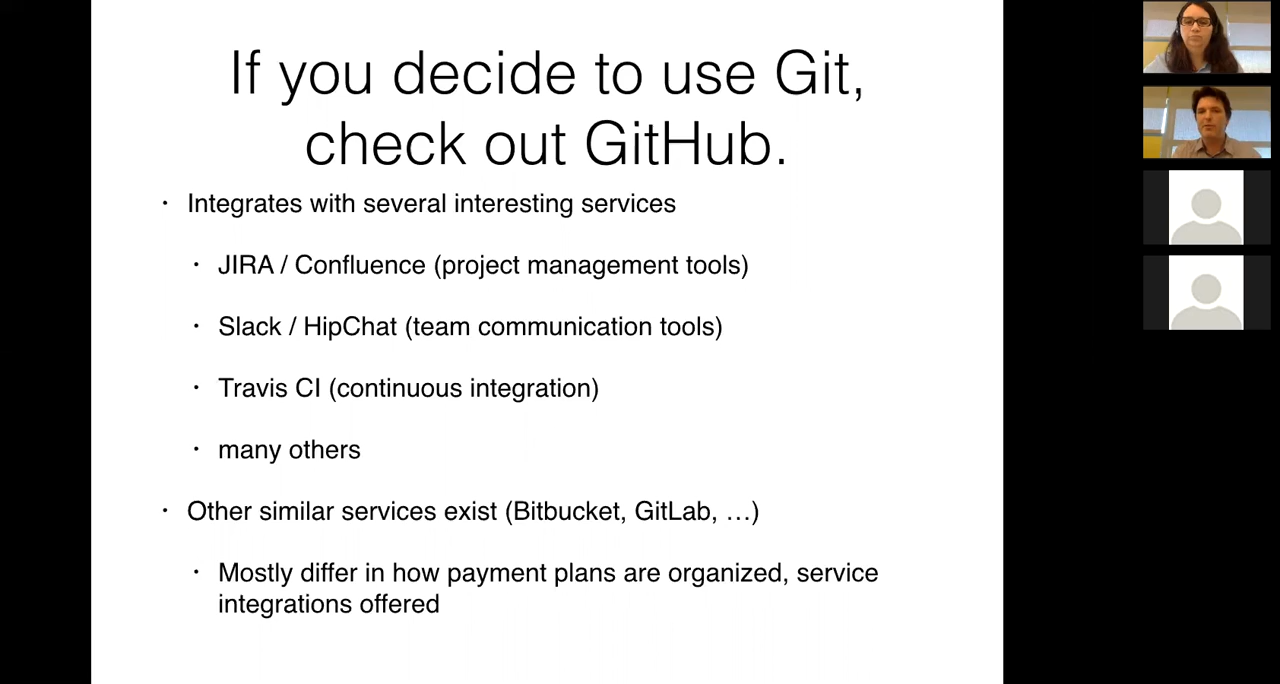 If you decide to use Git,
check out GitHub.
• Integrates with several interesting services
• JIRA / Confluence (project management tools)
• Slack / HipChat (team communication tools)
• Travis CI (continuous integration)
• many others
• Other similar services exist (Bitbucket, GitLab, …)
• Mostly differ in how payment plans are organized, service
integrations offered